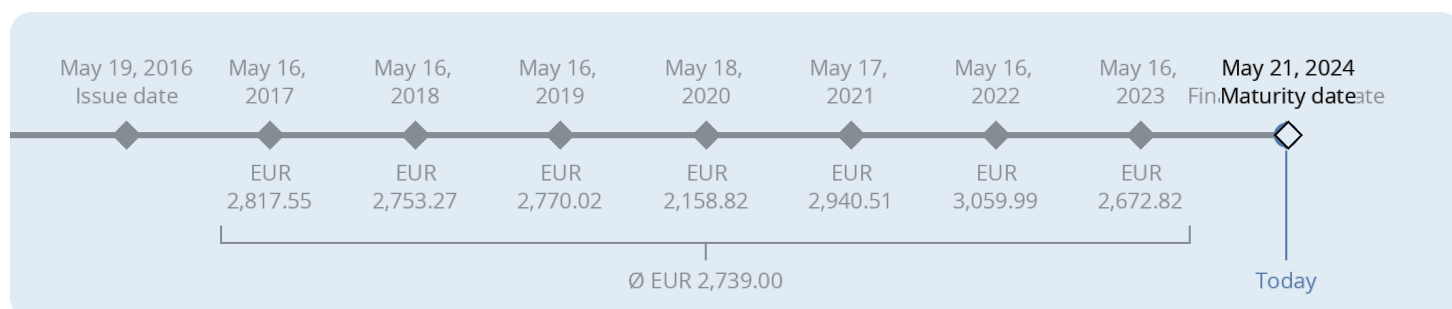 May 19, 2016
Issue date
May 16,
2017
May 16,
2018
May 16,
2019
May 18,
2020
May 17,
2021
May 16,
2022
May 16,
2023
May 21, 2024
Maturity date
EUR
2,817.55
EUR
2,753.27
EUR
2,770.02
EUR
2,158.82
EUR
2,940.51
EUR
3,059.99
EUR
2,672.82
Ø EUR 2,739.00
Today